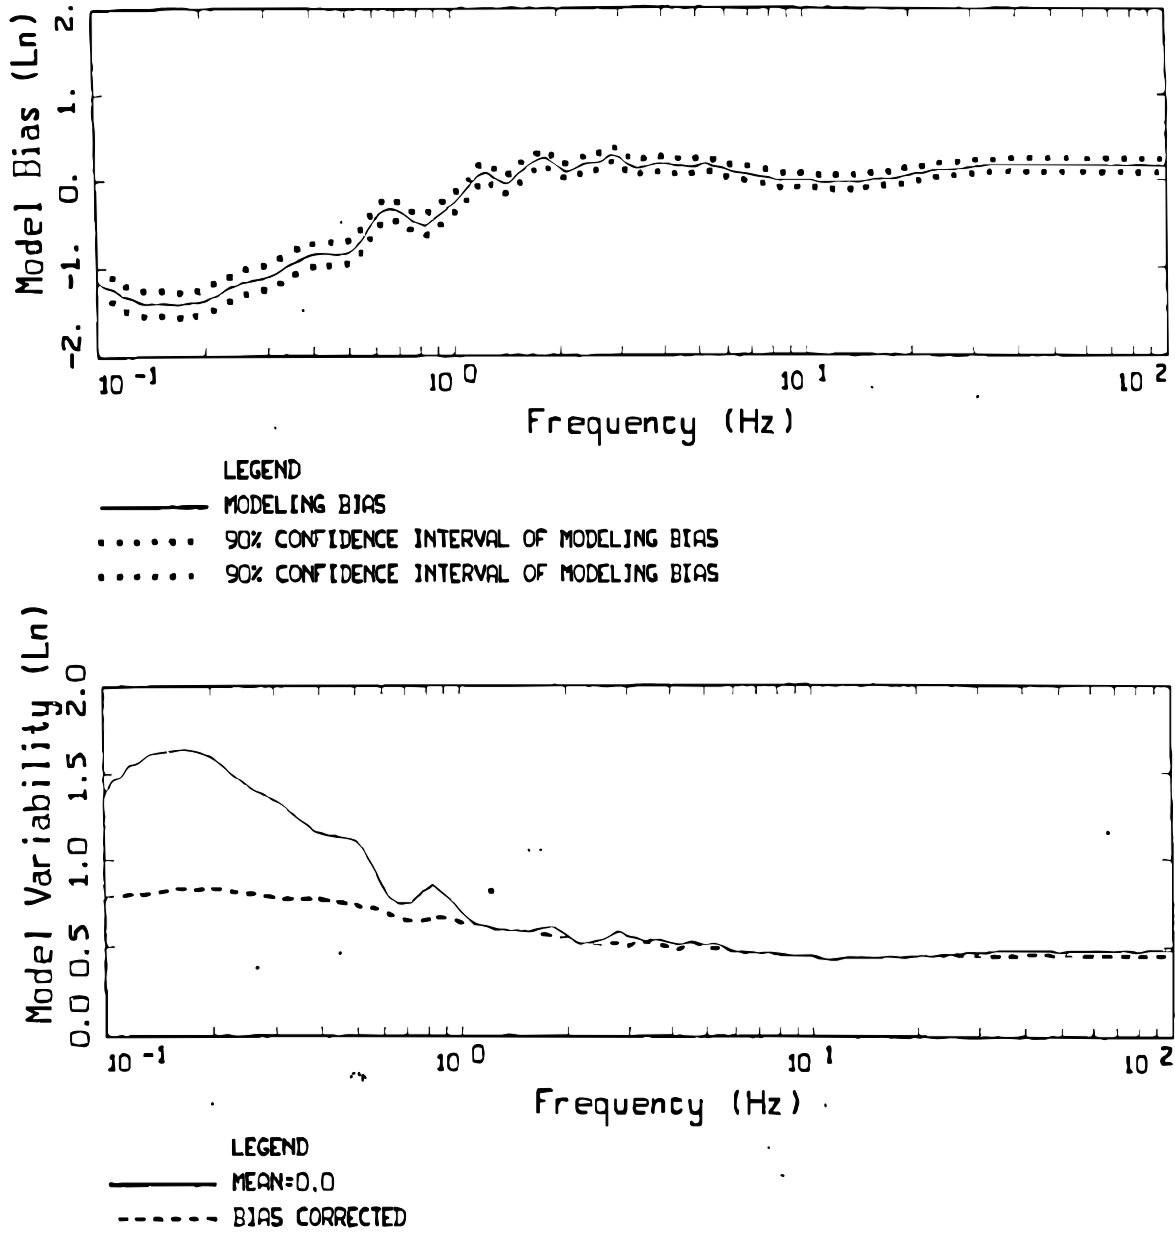 Model Bias (Ln)
2.
1.
0.
-1.
-2.
10 -1
10 0
10 1
10 2
Frequency (Hz)
LEGEND
MODELING BIAS
90% CONFIDENCE INTERVAL OF MODELING BIAS
90% CONFIDENCE INTERVAL OF MODELING BIAS
Model Variability (Ln)
2.0
1.5
1.0
0.5
0.0
10 -1
10 0
10 1
10 2
Frequency (Hz)
LEGEND
MEAN=0.0
BIAS CORRECTED